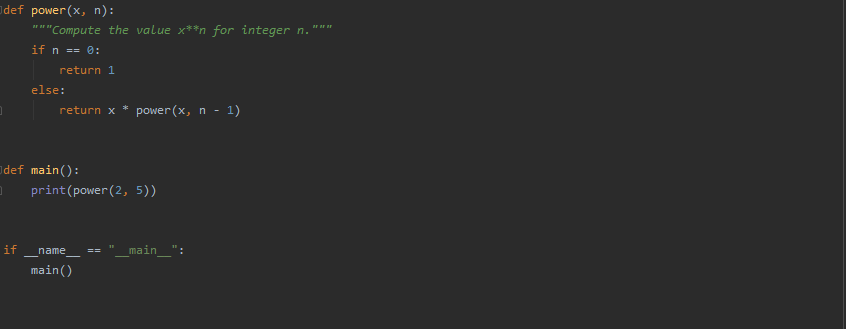 def power(x, n):
    """Compute the value x**n for integer n."""
    if n == 0:
        return 1
    else:
        return x * power(x, n - 1)
def main():
    print(power(2, 5))
if __name__ == "__main__":
    main()